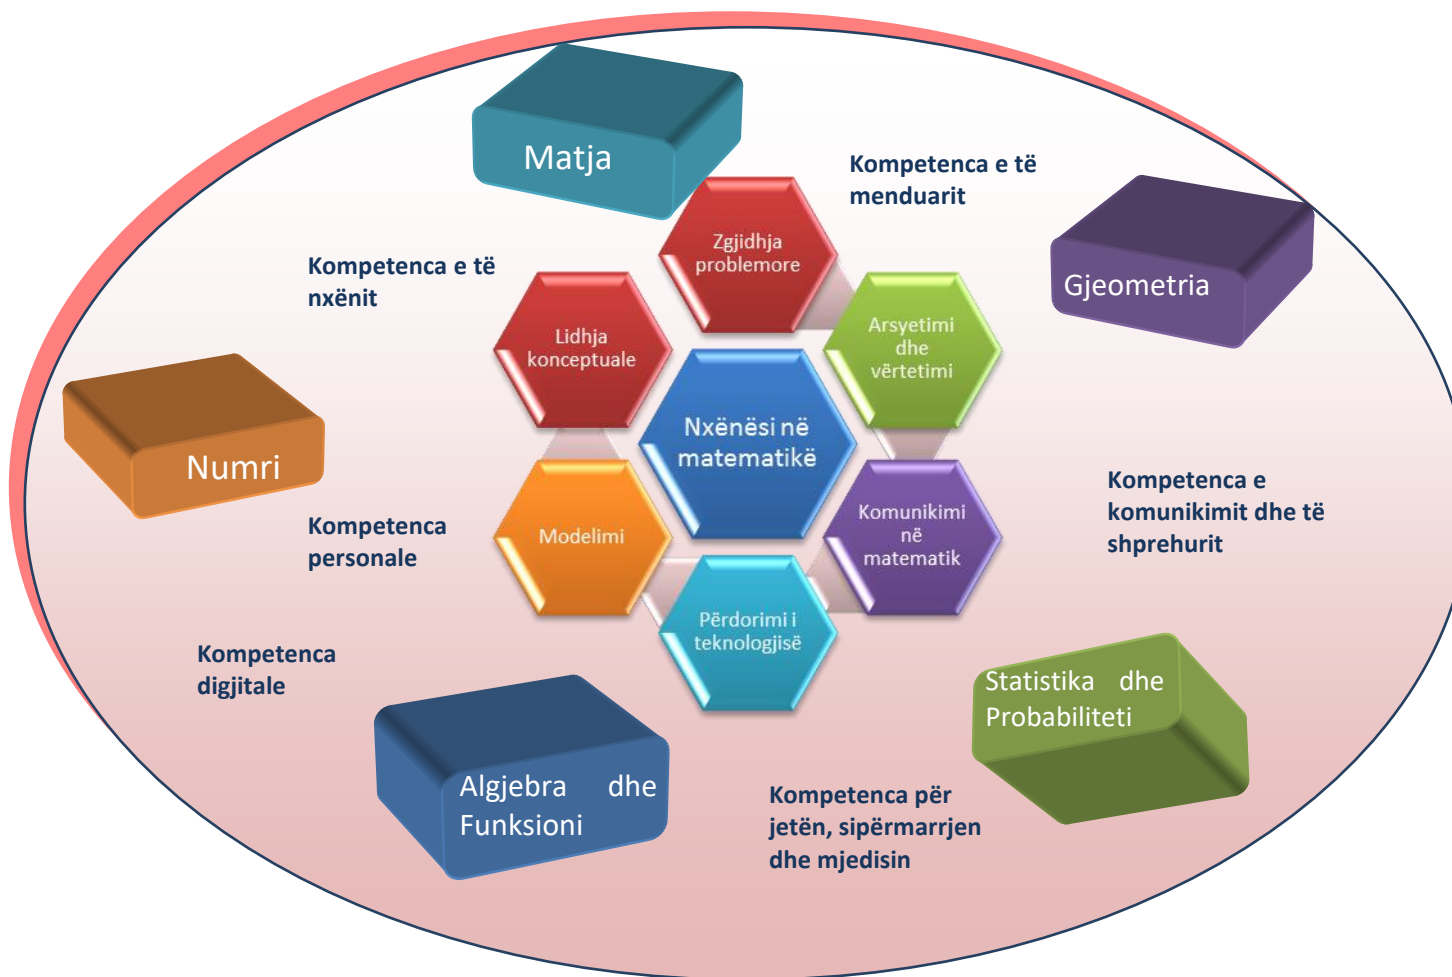 Matja
Kompetenca e të
menduarit
Zgjidhja
problemore
Kompetenca e të
nxënit
Gjeometria
Lidhja
konceptuale
Arsyetimi
dhe
vërtetimi
Nxënësi në
matematikë
Numri
Kompetenca
personale
Modelimi
Komunikimi
në
matematik
Kompetenca e
komunikimit dhe të
shprehurit
Përdorimi i
teknologjisë
Kompetenca
digjitale
Statistika dhe
Probabiliteti
Algjebra dhe
Funksioni
Kompetenca për
jetën, sipërmarrjen
dhe mjedisin